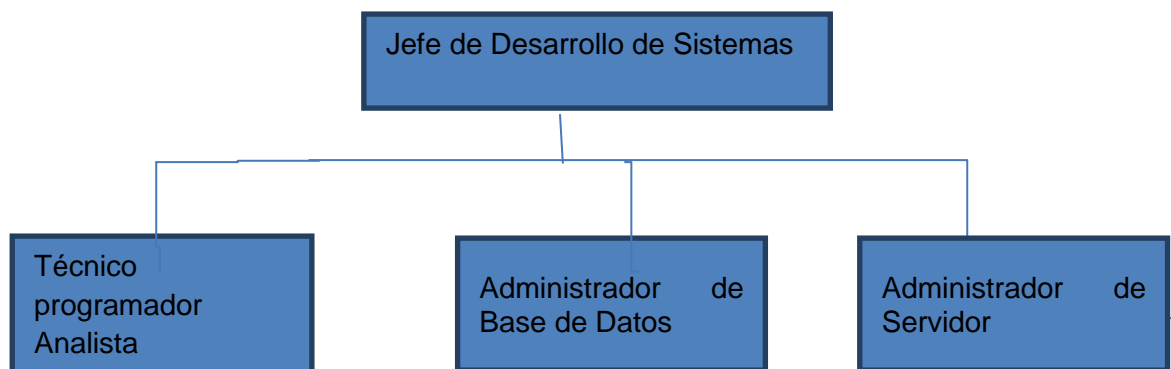 Jefe de Desarrollo de Sistemas
Técnico
programador
Analista
Administrador de
Base de Datos
Administrador de
Servidor